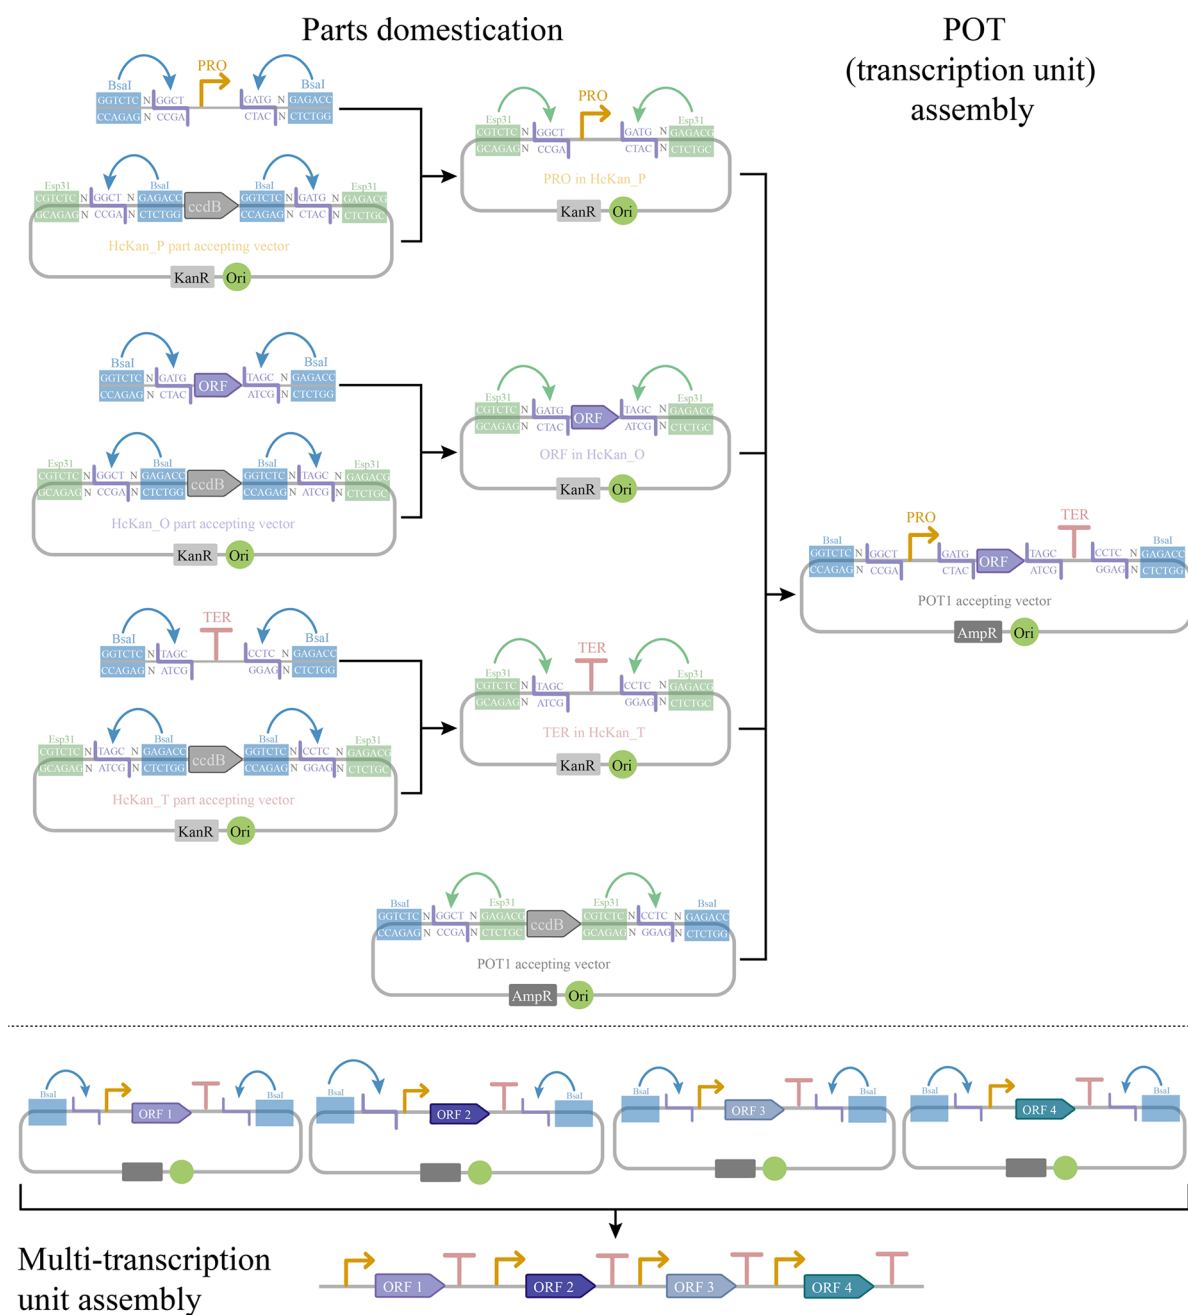 Parts domestication
POT
(transcription unit)
assembly
PRO
BsaI BsaI
GGTCTC N GGCT GATG N GAGACC
CCAGAG N CCGA CTAC N CTCTGG
Esp31 BsaI BsaI Esp31
CGTCTC N GGCT N GAGACC ccdB GGTCTC N GATG N GAGACG
GCAGAG N CCGA N CTCTGG CCAGAG N CTAC N CTCTGC
HcKan_P part accepting vector
KanR Ori
PRO
Esp31 Esp31
CGTCTC N GGCT GATG N GAGACG
GCAGAG N CCGA CTAC N CTCTGC
PRO in HcKan_P
KanR Ori
BsaI BsaI
GGTCTC N GATG ORF TAGC N GAGACC
CCAGAG N CTAC ATCG N CTCTGG
Esp31 BsaI BsaI Esp31
CGTCTC N GGCT N GAGACC ccdB GGTCTC N TAGC N GAGACG
GCAGAG N CCGA N CTCTGG CCAGAG N ATCG N CTCTGC
HcKan_O part accepting vector
KanR Ori
Esp31 Esp31
CGTCTC N GATG ORF TAGC N GAGACG
GCAGAG N CTAC ATCG N CTCTGC
ORF in HcKan_O
KanR Ori
PRO TER
BsaI BsaI
GGTCTC N GGCT GATG ORF TAGC CCTC N GAGACC
CCAGAG N CCGA CTAC ATCG GGAG N CTCTGG
POT1 accepting vector
AmpR Ori
TER
BsaI BsaI
GGTCTC N TAGC CCTC N GAGACC
CCAGAG N ATCG GGAG N CTCTGG
Esp31 BsaI BsaI Esp31
CGTCTC N TAGC N GAGACC ccdB GGTCTC N CCTC N GAGACG
GCAGAG N ATCG N CTCTGG CCAGAG N GGAG N CTCTGC
HcKan_T part accepting vector
KanR Ori
TER
Esp31 Esp31
CGTCTC N TAGC CCTC N GAGACG
GCAGAG N ATCG GGAG N CTCTGC
TER in HcKan_T
KanR Ori
BsaI Esp31 Esp31 BsaI
GGTCTC N GGCT N GAGACG ccdB CGTCTC N CCTC N GAGACC
CCAGAG N CCGA N CTCTGC GCAGAG N GGAG N CTCTGG
POT1 accepting vector
AmpR Ori
BsaI BsaI BsaI BsaI BsaI BsaI BsaI BsaI
ORF 1 ORF 2 ORF 3 ORF 4
Multi-transcription
unit assembly
ORF 1 ORF 2 ORF 3 ORF 4